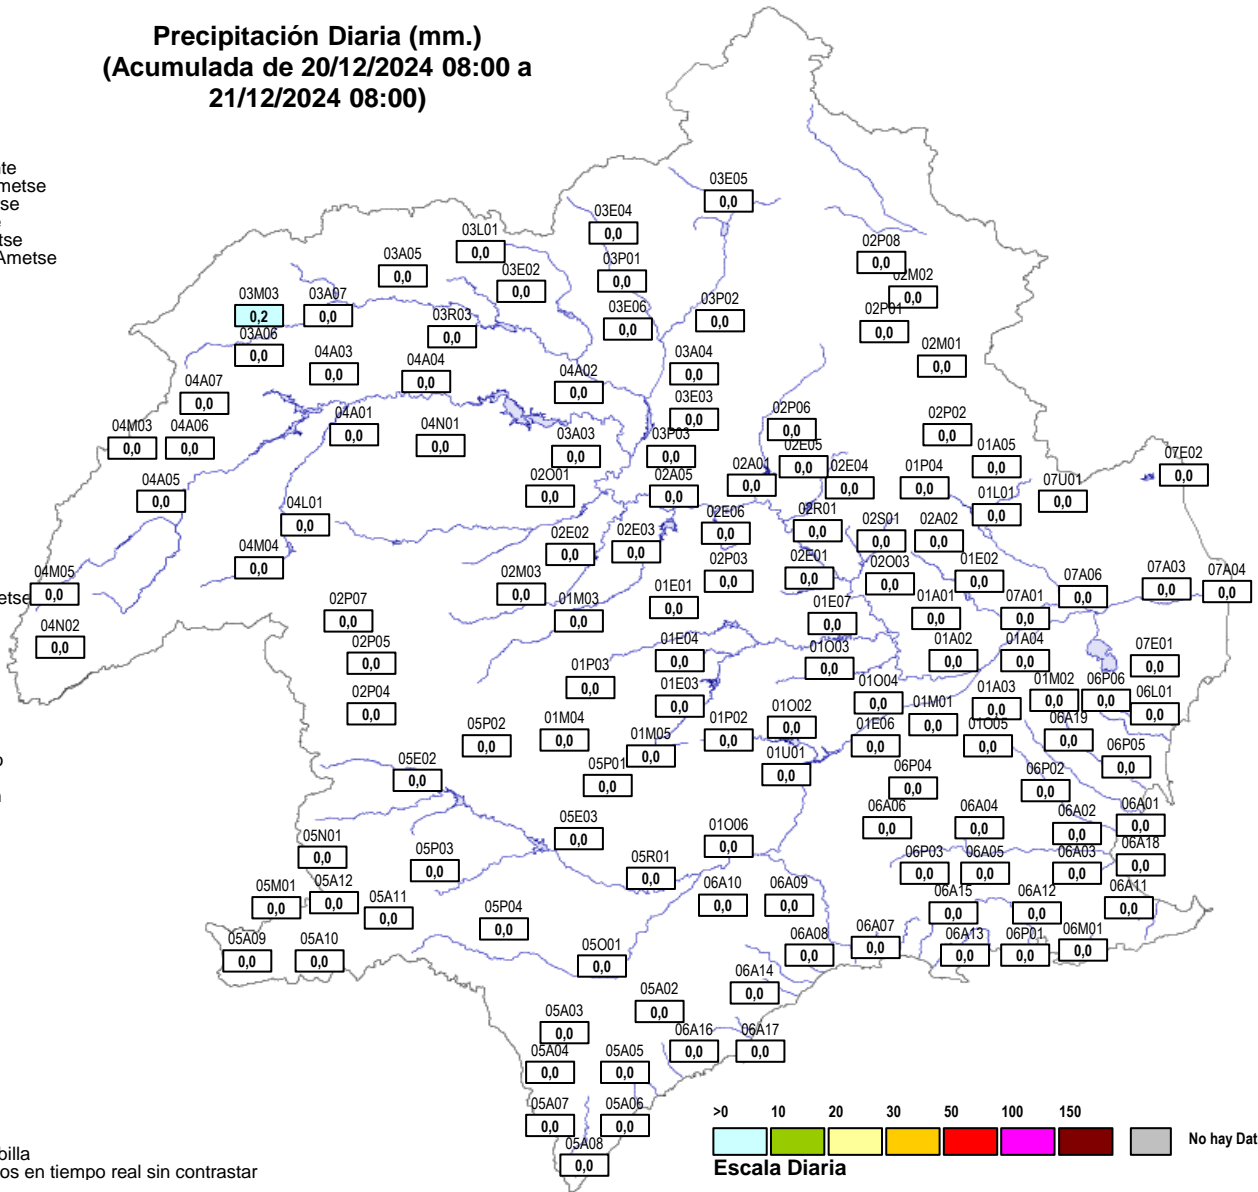 Precipitación Diaria (mm.)
(Acumulada de 20/12/2024 08:00 a
21/12/2024 08:00)
nte
metse
tse
e
tse
Ametse
etse
o
n
billa
os en tiempo real sin contrastar
03E05
0,0
03E04
0,0
03L01
0,0
03A05
0,0
03P01
0,0
03E02
0,0
02P08
0,0
02M02
0,0
03M03
0,2
03A07
0,0
03R03
0,0
03E06
0,0
03P02
0,0
02P01
0,0
03A06
0,0
04A03
0,0
04A04
0,0
04A02
0,0
03A04
0,0
02M01
0,0
04A07
0,0
03E03
0,0
04M03
0,0
04A06
0,0
04A01
0,0
04N01
0,0
03A03
0,0
03P03
0,0
02P06
0,0
02P02
0,0
02E05
0,0
01A05
0,0
07E02
0,0
04A05
0,0
02O01
0,0
02A05
0,0
02A01
0,0
02E04
0,0
01P04
0,0
07U01
0,0
01L01
0,0
04L01
0,0
02E06
0,0
02R01
0,0
02S01
0,0
02A02
0,0
04M04
0,0
02E02
0,0
02E03
0,0
02P03
0,0
02E01
0,0
02O03
0,0
01E02
0,0
04M05
0,0
02M03
0,0
07A06
0,0
07A03
0,0
07A04
0,0
02P07
0,0
01M03
0,0
01E01
0,0
01E07
0,0
01A01
0,0
07A01
0,0
04N02
0,0
02P05
0,0
01E04
0,0
01O03
0,0
01A02
0,0
01A04
0,0
07E01
0,0
01P03
0,0
02P04
0,0
01E03
0,0
01O04
0,0
01A03
0,0
01M02
0,0
06P06
0,0
06L01
0,0
01M01
0,0
05P02
0,0
01M04
0,0
01P02
0,0
01O02
0,0
01E06
0,0
01O05
0,0
06A19
0,0
01M05
0,0
06P05
0,0
05E02
0,0
05P01
0,0
01U01
0,0
06P04
0,0
06P02
0,0
05E03
0,0
01O06
0,0
06A06
0,0
06A04
0,0
06A02
0,0
06A01
0,0
05N01
0,0
05P03
0,0
05R01
0,0
06P03
0,0
06A05
0,0
06A03
0,0
06A18
0,0
05M01
0,0
05A12
0,0
05A11
0,0
06A10
0,0
06A09
0,0
06A15
0,0
06A12
0,0
06A11
0,0
05P04
0,0
05A09
0,0
05A10
0,0
05O01
0,0
06A08
0,0
06A07
0,0
06A13
0,0
06P01
0,0
06M01
0,0
06A14
0,0
05A02
0,0
05A03
0,0
06A16
0,0
06A17
0,0
05A04
0,0
05A05
0,0
05A07
0,0
05A06
0,0
05A08
0,0
>0 10 20 30 50 100 150
No hay Dat
Escala Diaria